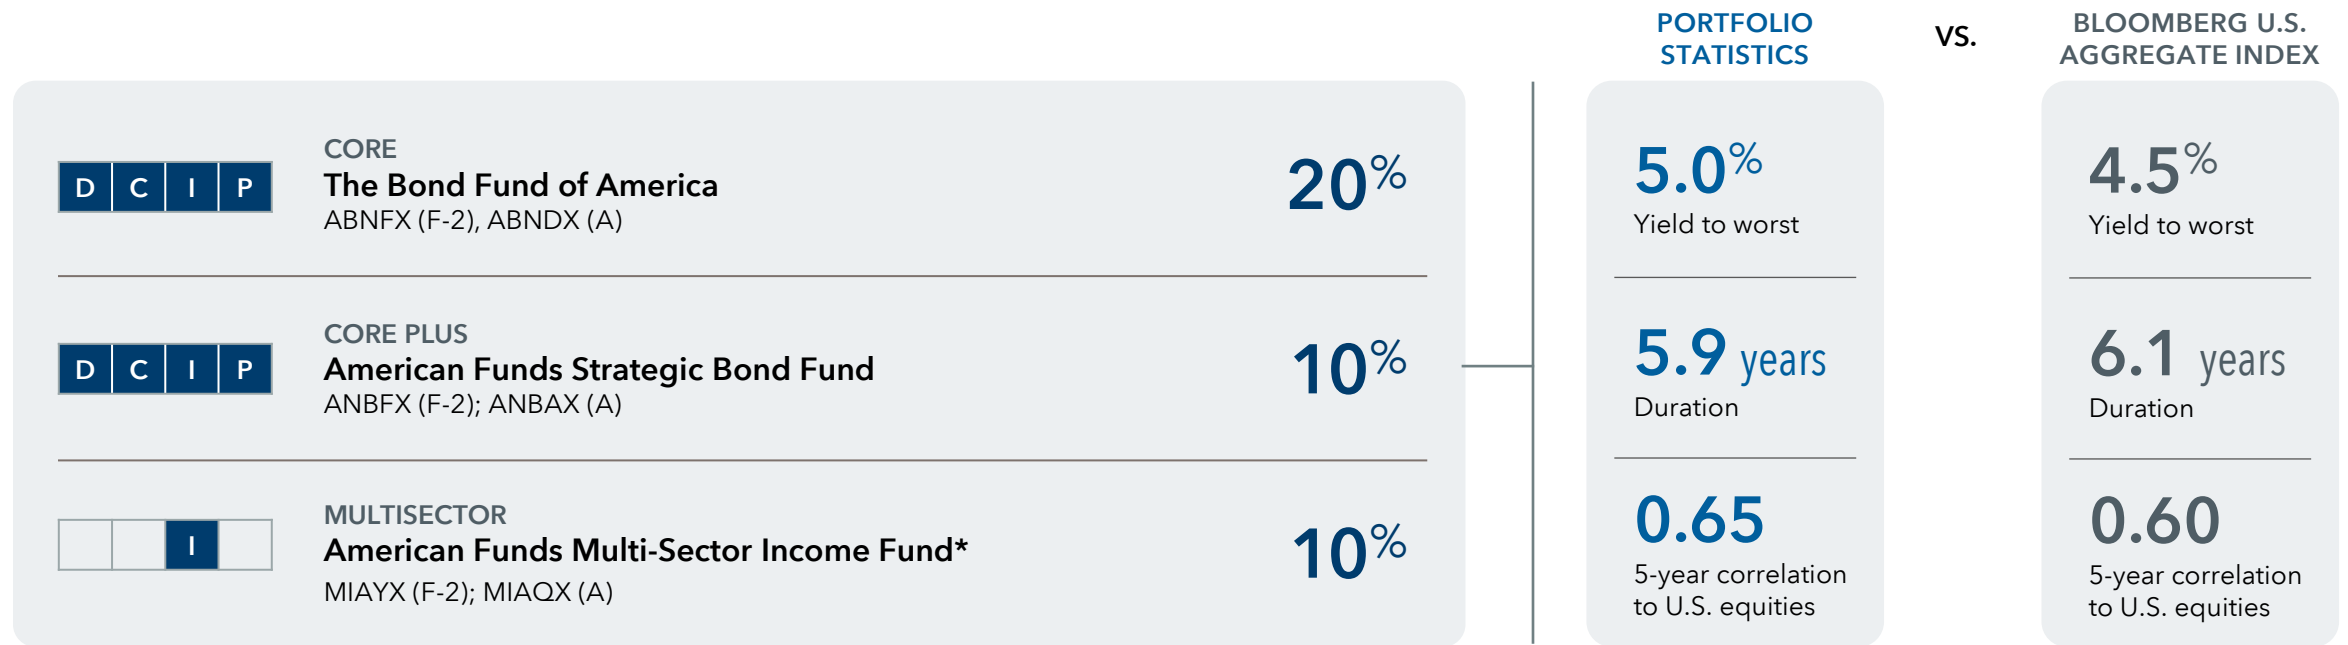 PORTFOLIO
STATISTICS
VS.
BLOOMBERG U.S.
AGGREGATE INDEX
D C I P
CORE
The Bond Fund of America
ABNFX (F-2), ABNDX (A)
20%
5.0%
Yield to worst
4.5%
Yield to worst
D C I P
CORE PLUS
American Funds Strategic Bond Fund
ANBFX (F-2); ANBAX (A)
10%
5.9 years
Duration
6.1 years
Duration
I
MULTISECTOR
American Funds Multi-Sector Income Fund*
MIAYX (F-2); MIAQX (A)
10%
0.65
5-year correlation
to U.S. equities
0.60
5-year correlation
to U.S. equities